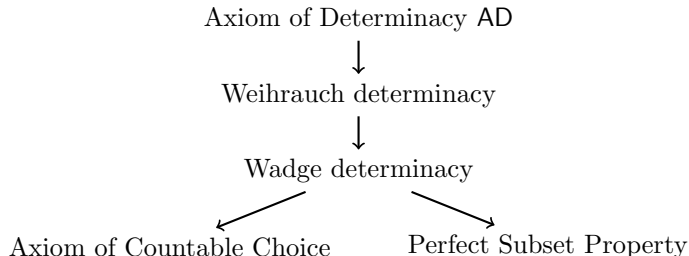 Axiom of Determinacy AD
Weihrauch determinacy
Wadge determinacy
Axiom of Countable Choice
Perfect Subset Property